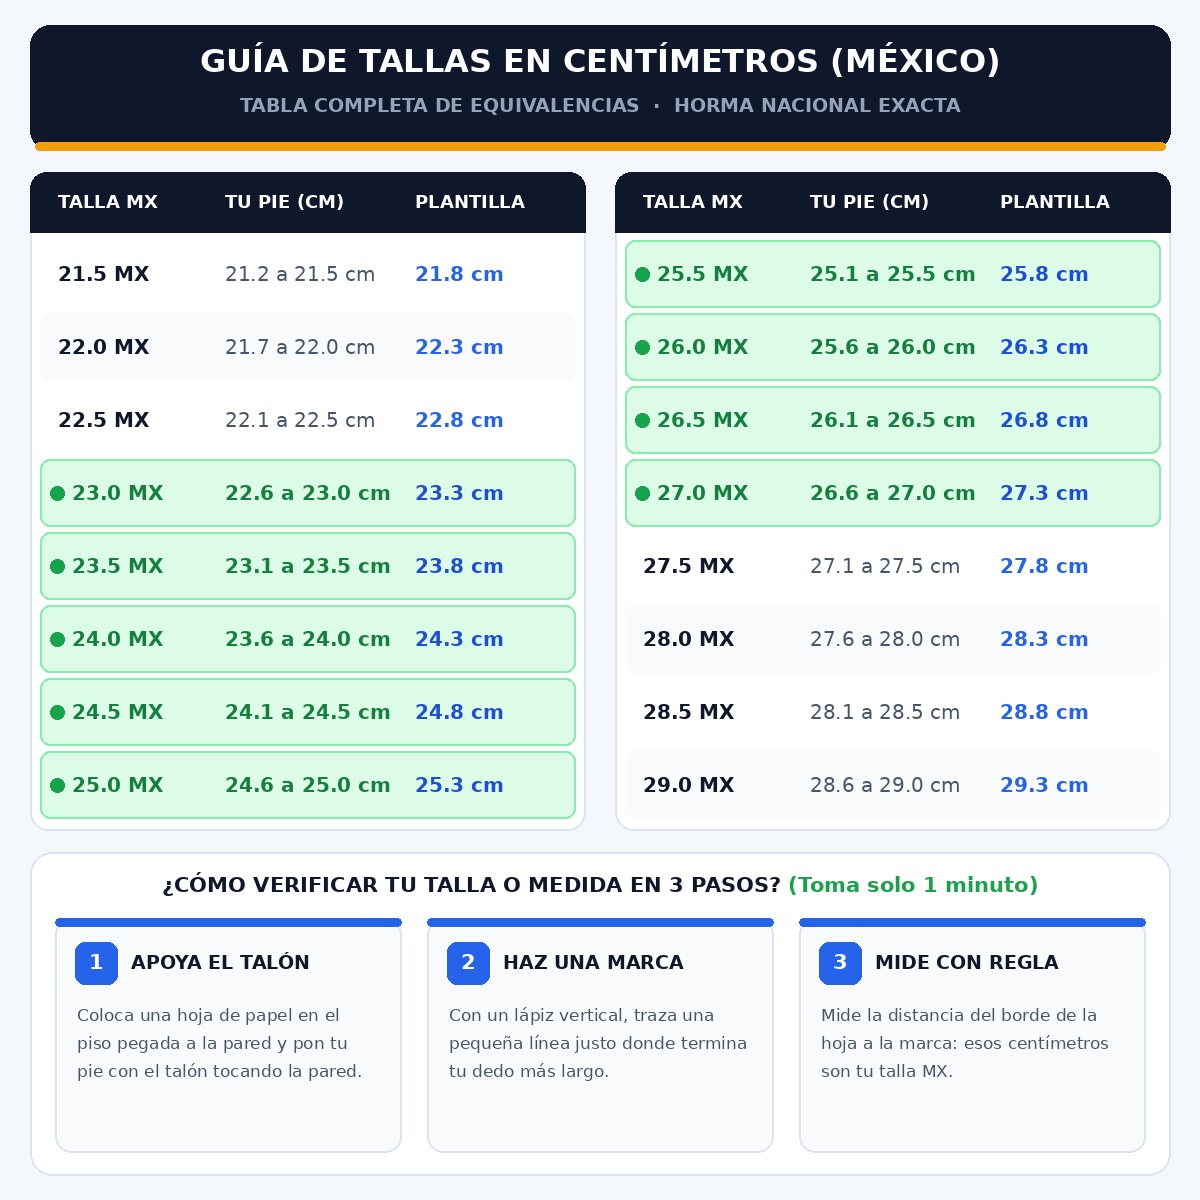 GUÍA DE TALLAS EN CENTÍMETROS (MÉXICO)
TABLA COMPLETA DE EQUIVALENCIAS · HORMA NACIONAL EXACTA
TALLA MX TU PIE (CM) PLANTILLA
21.5 MX 21.2 a 21.5 cm 21.8 cm
22.0 MX 21.7 a 22.0 cm 22.3 cm
22.5 MX 22.1 a 22.5 cm 22.8 cm
23.0 MX 22.6 a 23.0 cm 23.3 cm
23.5 MX 23.1 a 23.5 cm 23.8 cm
24.0 MX 23.6 a 24.0 cm 24.3 cm
24.5 MX 24.1 a 24.5 cm 24.8 cm
25.0 MX 24.6 a 25.0 cm 25.3 cm
TALLA MX TU PIE (CM) PLANTILLA
25.5 MX 25.1 a 25.5 cm 25.8 cm
26.0 MX 25.6 a 26.0 cm 26.3 cm
26.5 MX 26.1 a 26.5 cm 26.8 cm
27.0 MX 26.6 a 27.0 cm 27.3 cm
27.5 MX 27.1 a 27.5 cm 27.8 cm
28.0 MX 27.6 a 28.0 cm 28.3 cm
28.5 MX 28.1 a 28.5 cm 28.8 cm
29.0 MX 28.6 a 29.0 cm 29.3 cm
¿CÓMO VERIFICAR TU TALLA O MEDIDA EN 3 PASOS? (Toma solo 1 minuto)
1 APOYA EL TALÓN
Coloca una hoja de papel en el
piso pegada a la pared y pon tu
pie con el talón tocando la pared.
2 HAZ UNA MARCA
Con un lápiz vertical, traza una
pequeña línea justo donde termina
tu dedo más largo.
3 MIDE CON REGLA
Mide la distancia del borde de la
hoja a la marca: esos centímetros
son tu talla MX.